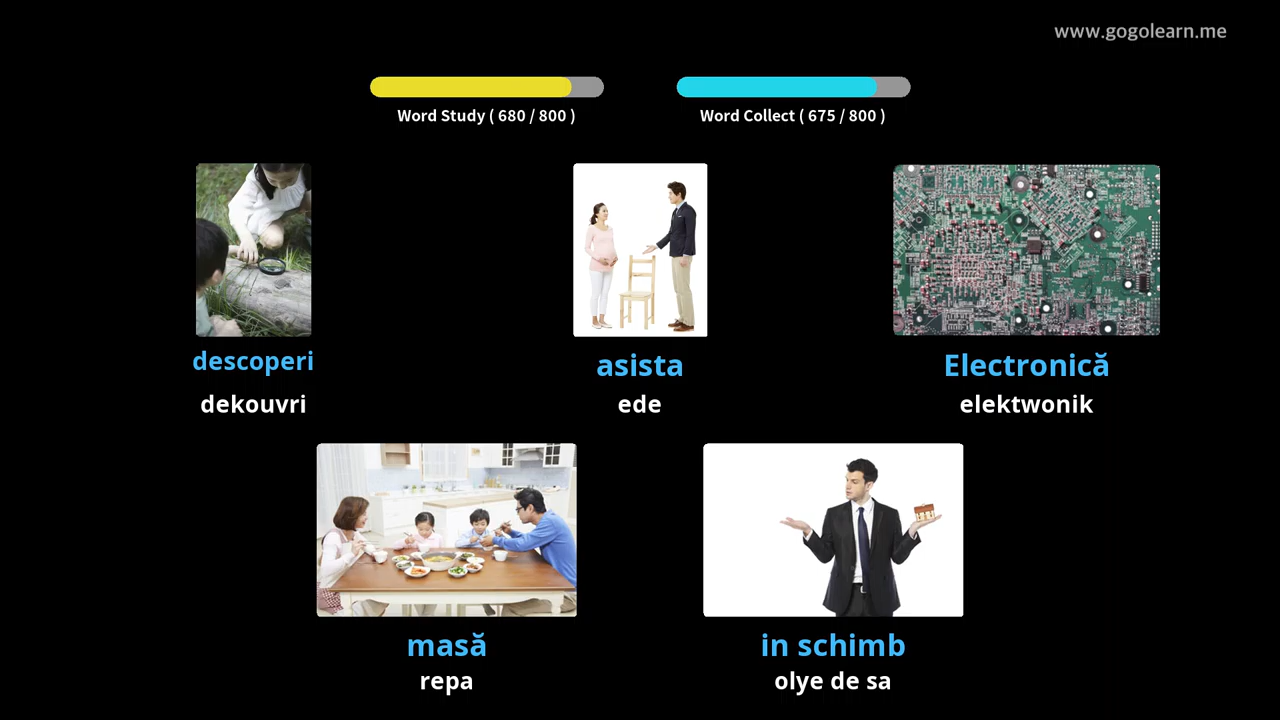 www.gogolearn.me
Word Study ( 680 / 800 )
Word Collect ( 675 / 800 )
descoperi
dekouvri
asista
ede
Electronică
elektwonik
masă
repa
in schimb
olye de sa